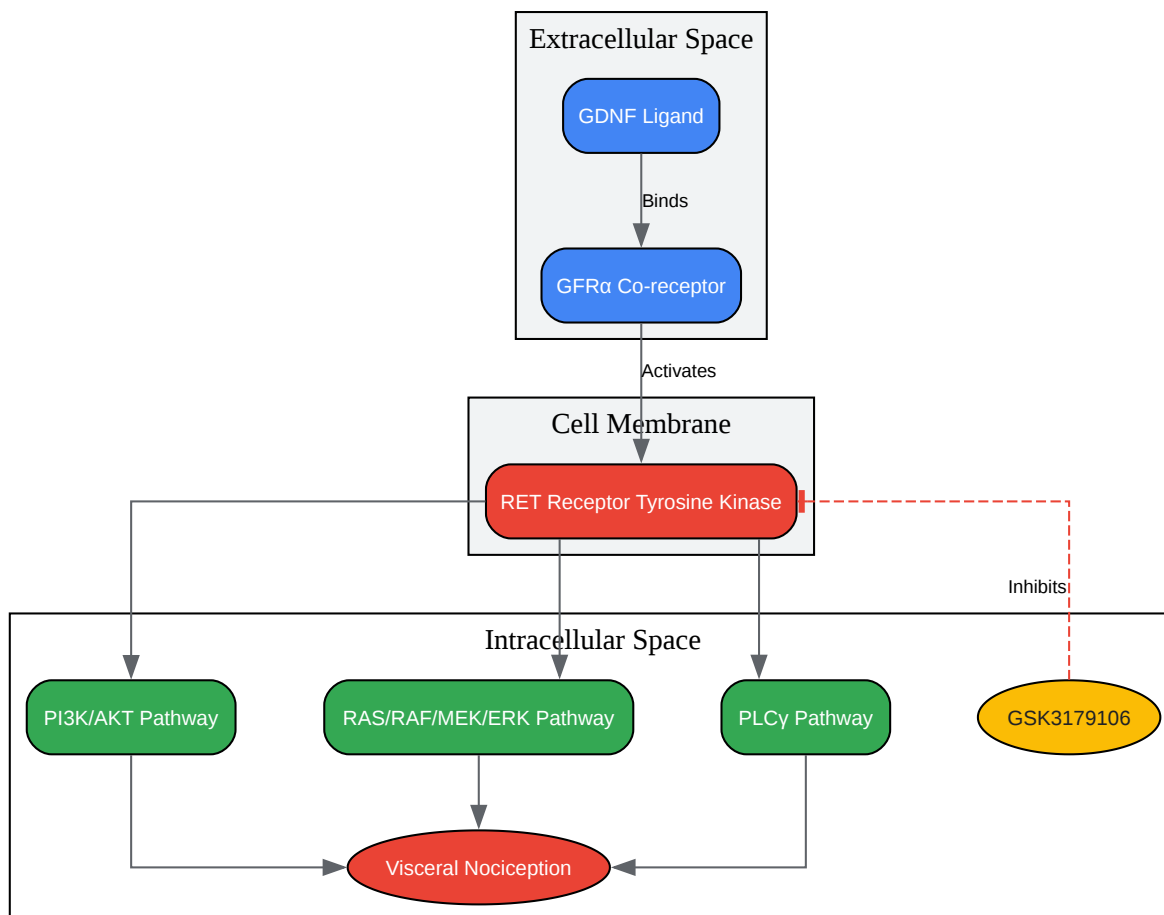 Extracellular Space
GDNF Ligand
Binds
GFRα Co-receptor
Activates
Cell Membrane
RET Receptor Tyrosine Kinase
Inhibits
Intracellular Space
PI3K/AKT Pathway
RAS/RAF/MEK/ERK Pathway
PLCγ Pathway
GSK3179106
Visceral Nociception